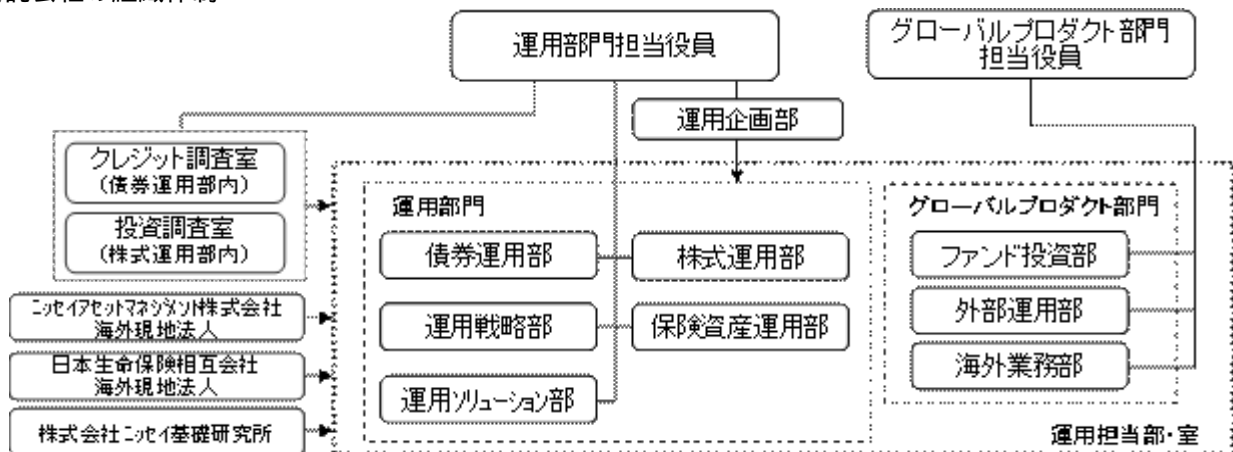 運用部門担当役員
グローバルプロダクト部門
担当役員
運用企画部
クレジット調査室
(債券運用部内)
投資調査室
(株式運用部内)
運用部門
グローバルプロダクト部門
債券運用部
株式運用部
ファンド投資部
ニッセイアセットマネジメント株式会社
海外現地法人
運用戦略部
保険資産運用部
外部運用部
日本生命保険相互会社
海外現地法人
海外業務部
運用ソリューション部
株式会社ニッセイ基礎研究所
運用担当部・室